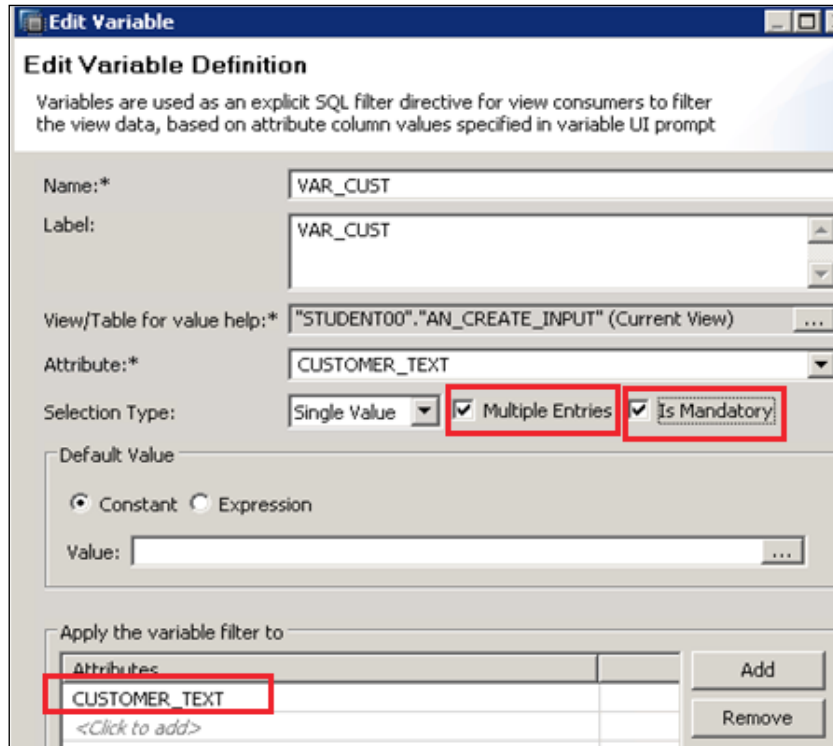 Edit Variable
Edit Variable Definition
Variables are used as an explicit SQL filter directive for view consumers to filter
the view data, based on attribute column values specified in variable UI prompt
Name:* VAR_CUST
Label: VAR_CUST
View/Table for value help:* "STUDENT00"."AN_CREATE_INPUT" (Current View) ...
Attribute:* CUSTOMER_TEXT
Selection Type: Single Value Multiple Entries Is Mandatory
Default Value
Constant Expression
Value: ...
Apply the variable filter to
Attributes Add
CUSTOMER_TEXT
<Click to add> Remove